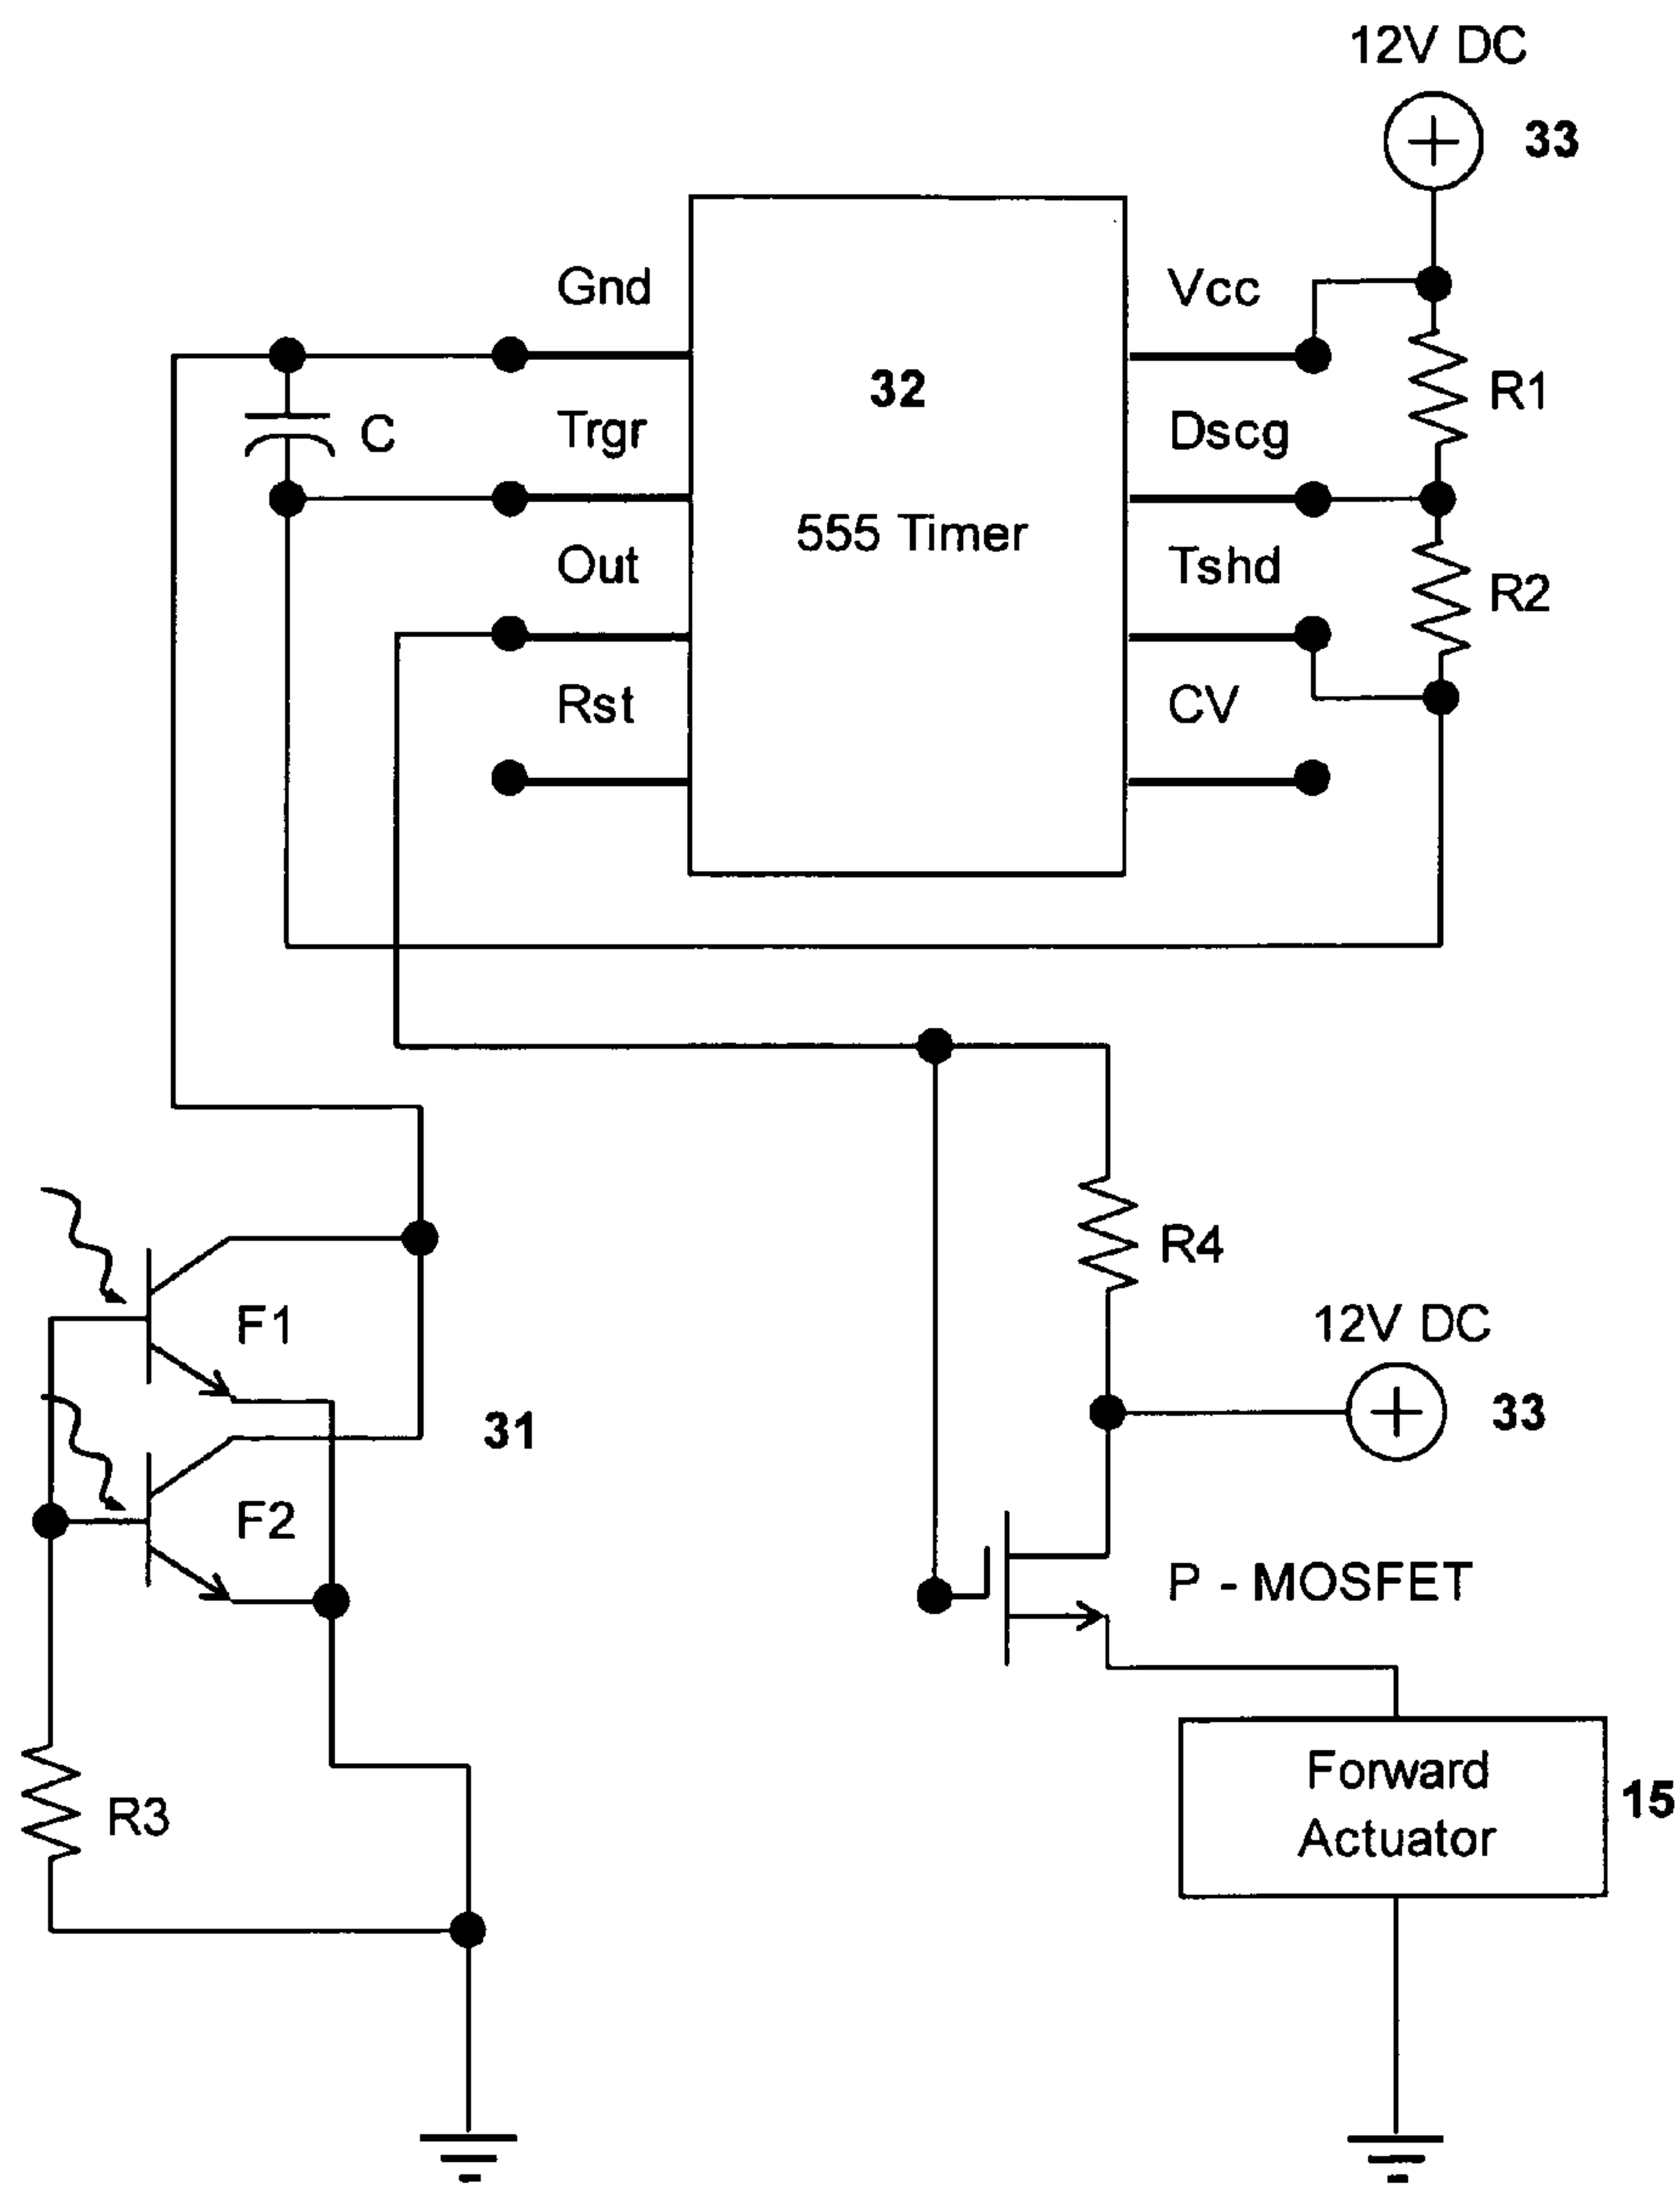 12V DC
33
Gnd
Vcc
32
R1
C
Trgr
Dscg
555 Timer
Out
Tshd
R2
Rst
CV
R4
F1
12V DC
33
31
F2
P - MOSFET
Forward
Actuator
15
R3